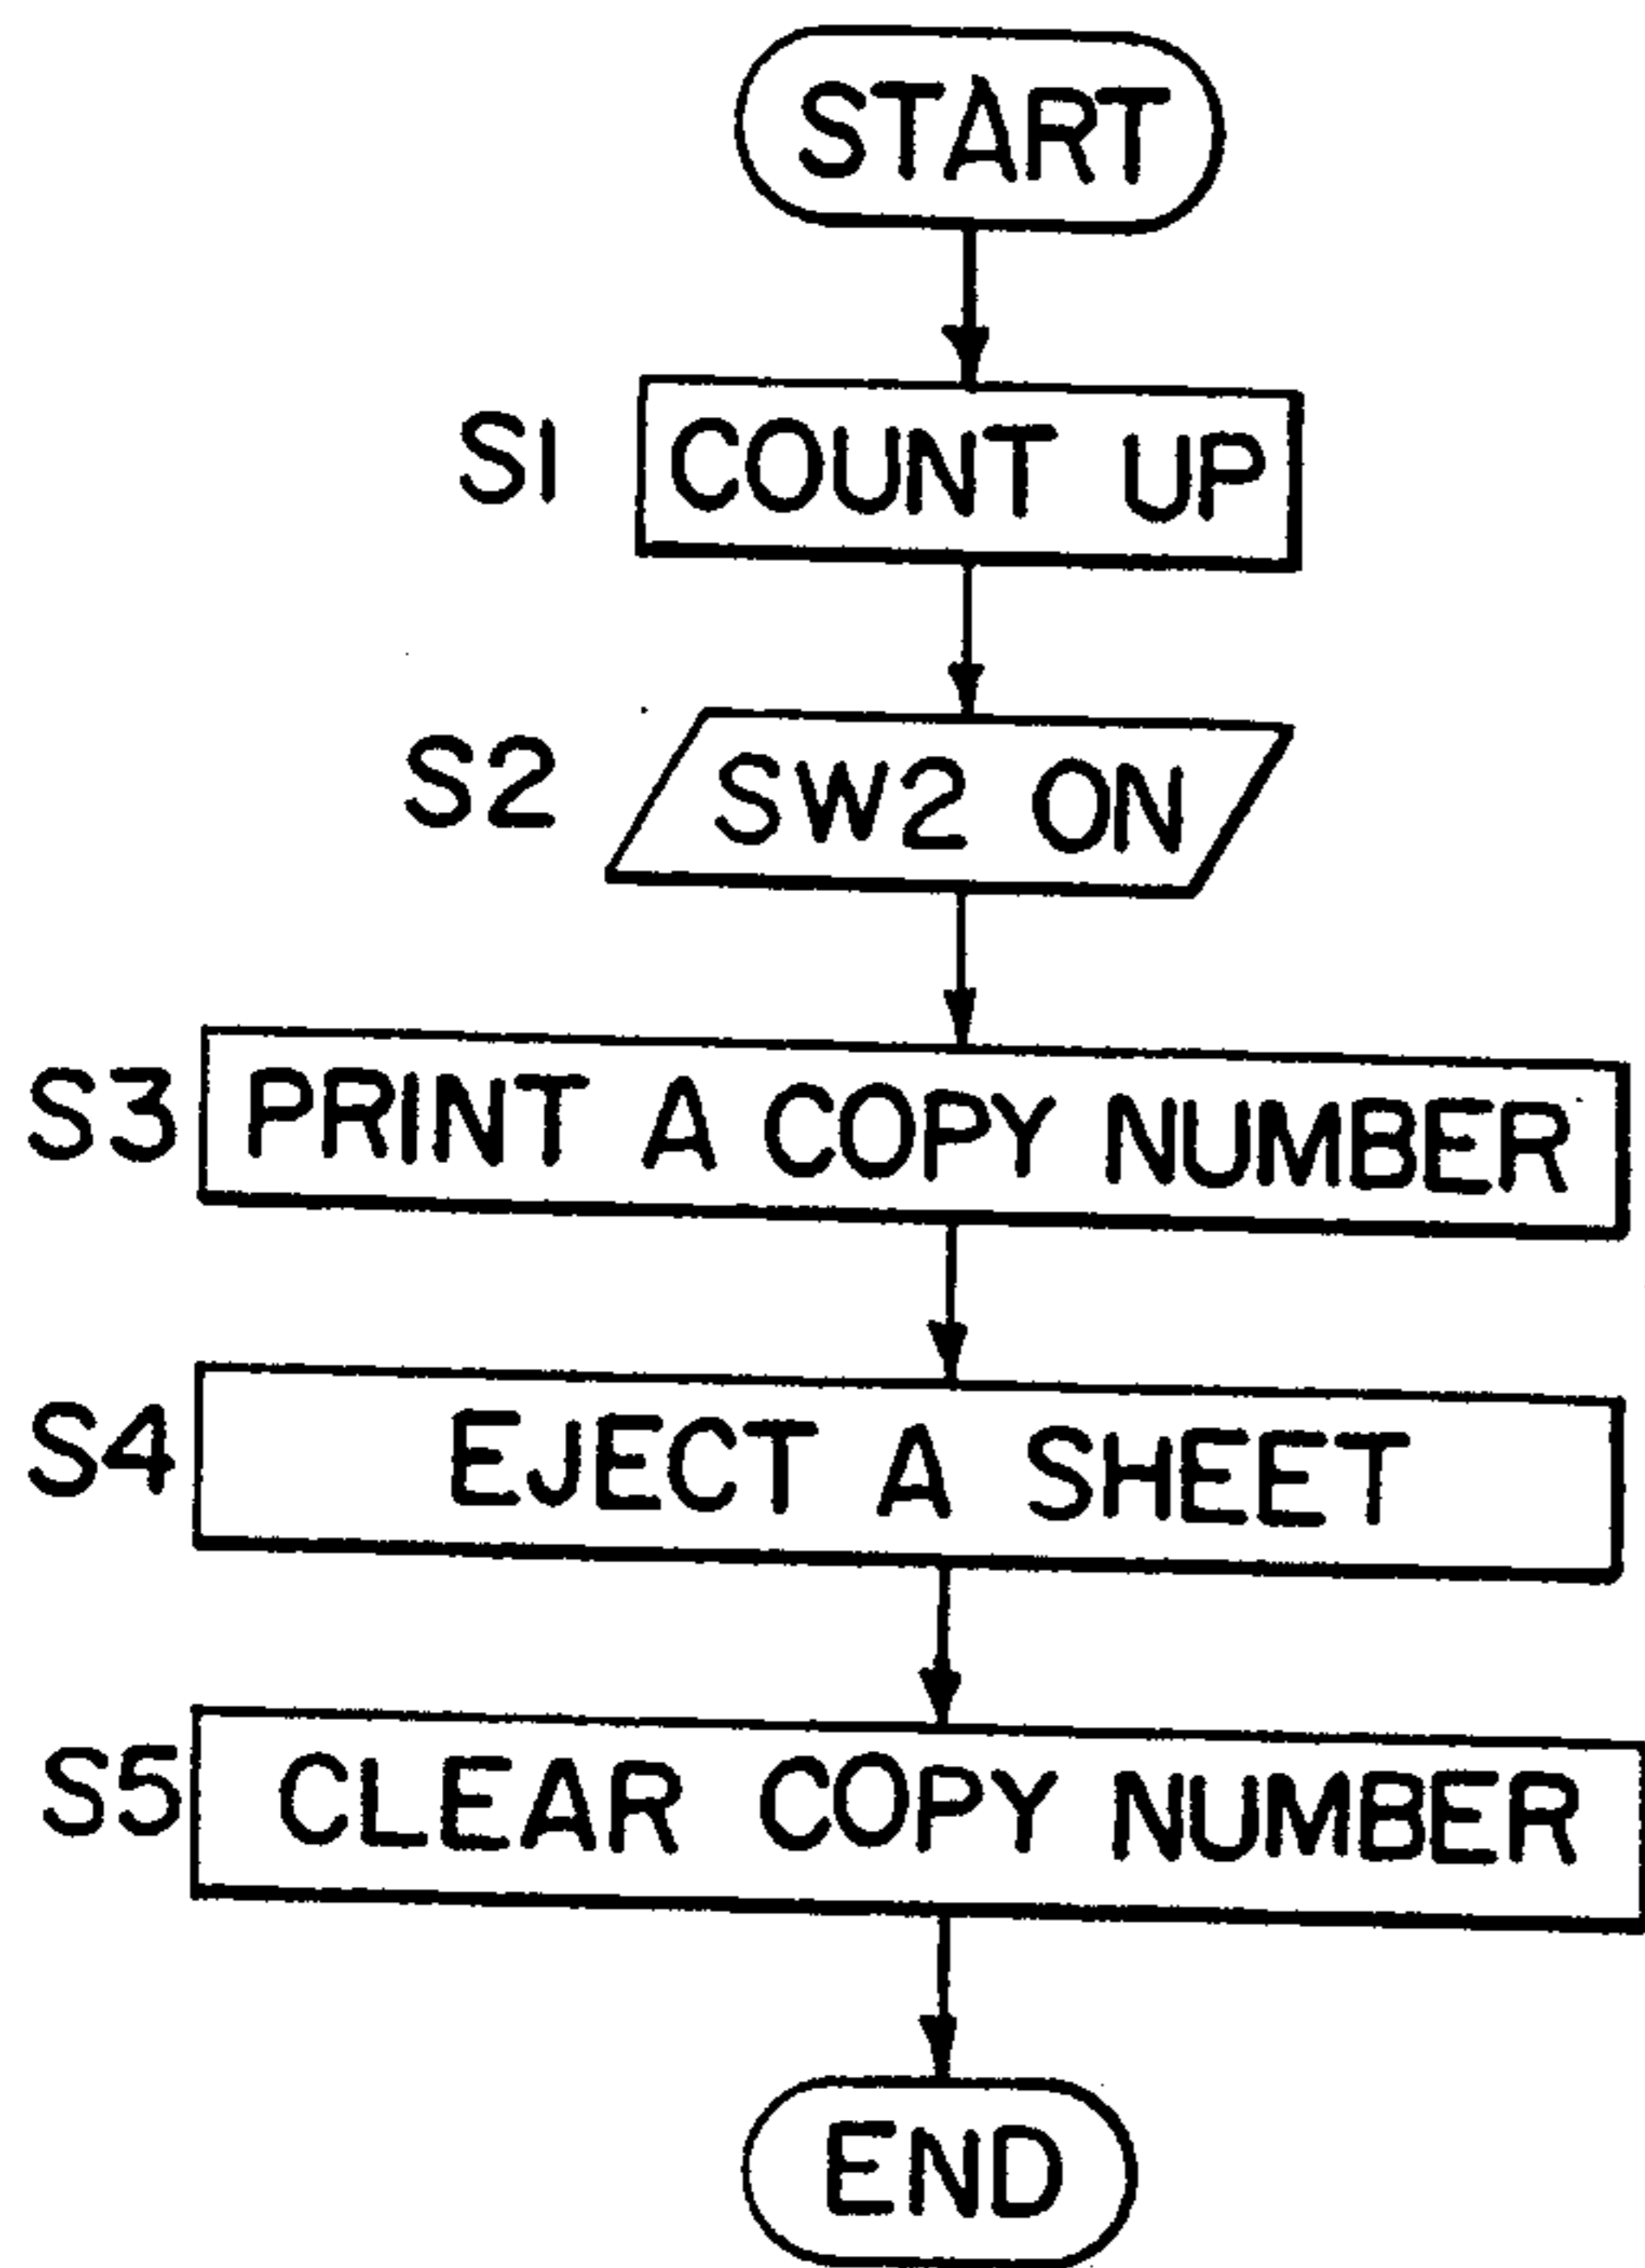 START
S1 COUNT UP
S2 SW2 ON
S3 PRINT A COPY NUMBER
S4 EJECT A SHEET
S5 CLEAR COPY NUMBER
END